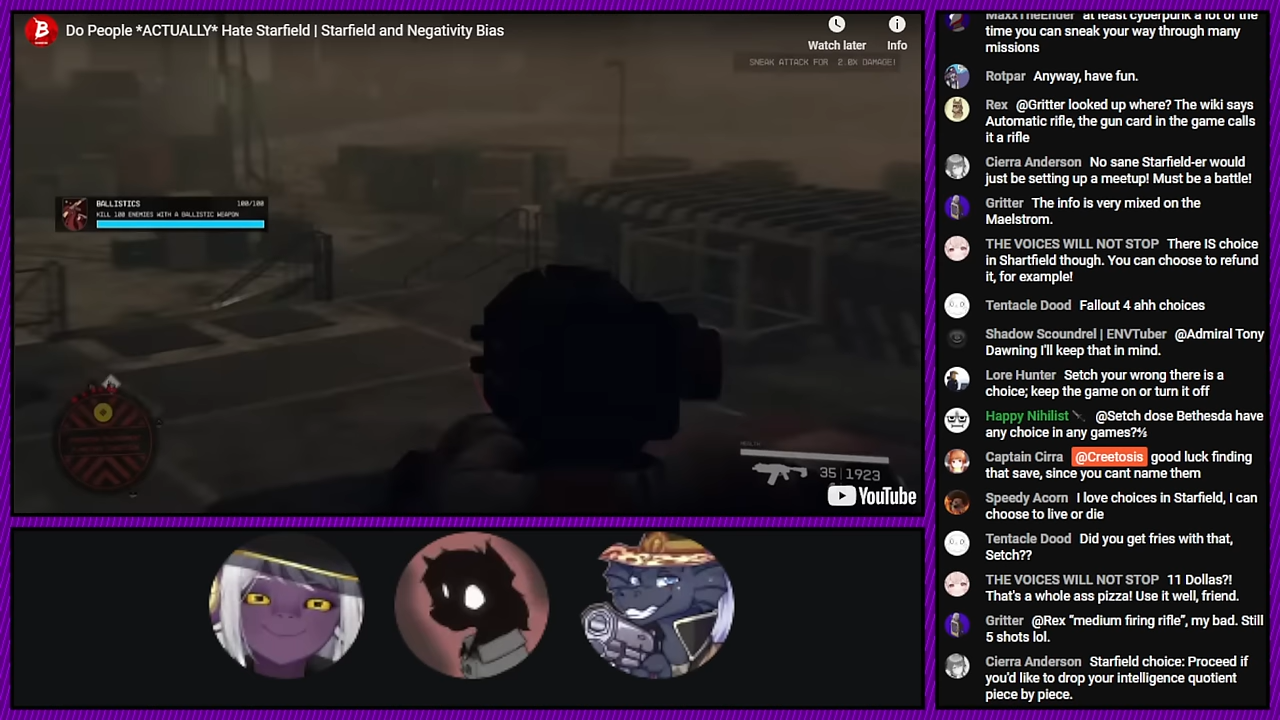 Do People *ACTUALLY* Hate Starfield | Starfield and Negativity Bias
Watch later
Info
SNEAK ATTACK FOR 2.0X DAMAGE!
BALLISTICS
100/100
KILL 100 ENEMIES WITH A BALLISTIC WEAPON
HEALTH
35 | 1923
YouTube
MaxxTheEnder at least cyberpunk a lot of the
time you can sneak your way through many
missions
Rotpar Anyway, have fun.
Rex @Gritter looked up where? The wiki says
Automatic rifle, the gun card in the game calls
it a rifle
Cierra Anderson No sane Starfield-er would
just be setting up a meetup! Must be a battle!
Gritter The info is very mixed on the
Maelstrom.
THE VOICES WILL NOT STOP There IS choice
in Shartfield though. You can choose to refund
it, for example!
Tentacle Dood Fallout 4 ahh choices
Shadow Scoundrel | ENVTuber @Admiral Tony
Dawning I'll keep that in mind.
Lore Hunter Setch your wrong there is a
choice; keep the game on or turn it off
Happy Nihilist @Setch dose Bethesda have
any choice in any games?%
Captain Cirra @Creetosis good luck finding
that save, since you cant name them
Speedy Acorn I love choices in Starfield, I can
choose to live or die
Tentacle Dood Did you get fries with that,
Setch??
THE VOICES WILL NOT STOP 11 Dollas?!
That's a whole ass pizza! Use it well, friend.
Gritter @Rex "medium firing rifle", my bad. Still
5 shots lol.
Cierra Anderson Starfield choice: Proceed if
you'd like to drop your intelligence quotient
piece by piece.